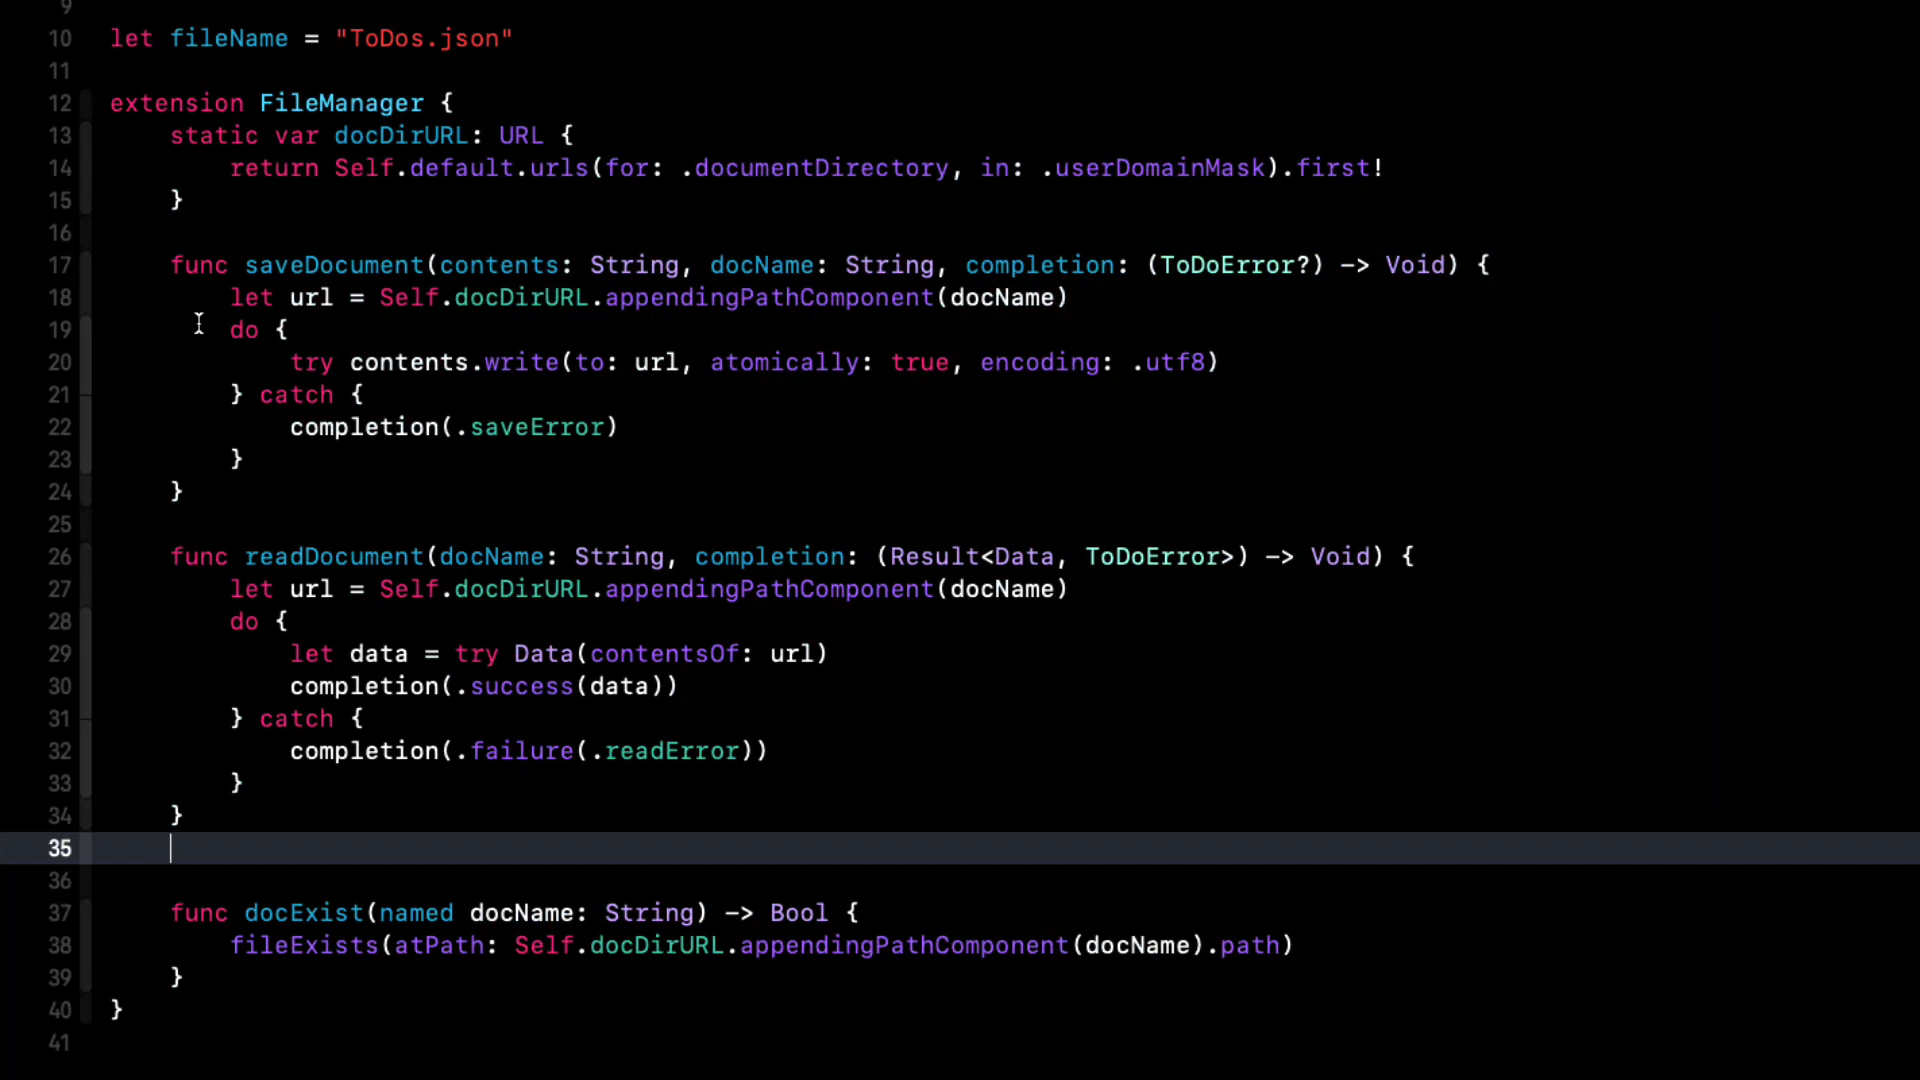 9
10 let fileName = "ToDos.json"
11
12 extension FileManager {
13 static var docDirURL: URL {
14 return Self.default.urls(for: .documentDirectory, in: .userDomainMask).first!
15 }
16
17 func saveDocument(contents: String, docName: String, completion: (ToDoError?) -> Void) {
18 let url = Self.docDirURL.appendingPathComponent(docName)
19 do {
20 try contents.write(to: url, atomically: true, encoding: .utf8)
21 } catch {
22 completion(.saveError)
23 }
24 }
25
26 func readDocument(docName: String, completion: (Result<Data, ToDoError>) -> Void) {
27 let url = Self.docDirURL.appendingPathComponent(docName)
28 do {
29 let data = try Data(contentsOf: url)
30 completion(.success(data))
31 } catch {
32 completion(.failure(.readError))
33 }
34 }
35
36
37 func docExist(named docName: String) -> Bool {
38 fileExists(atPath: Self.docDirURL.appendingPathComponent(docName).path)
39 }
40 }
41